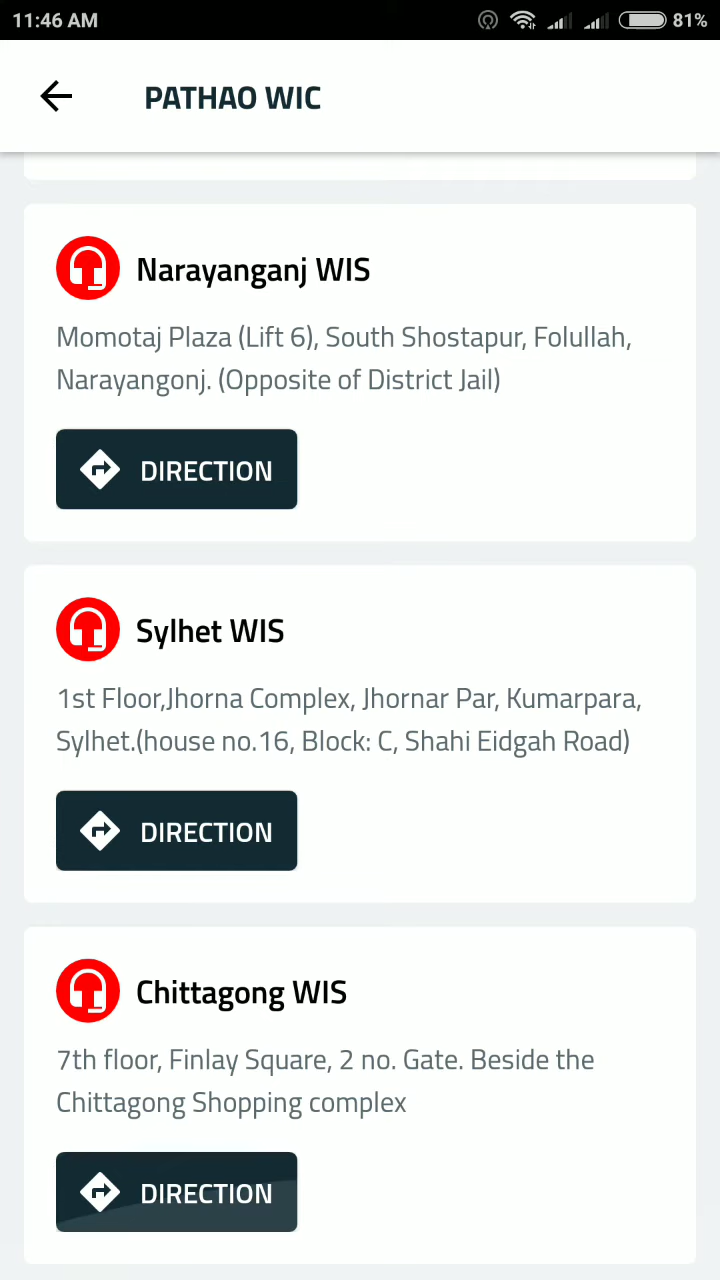 11:46 AM
81%
PATHAO WIC
Narayanganj WIS
Momotaj Plaza (Lift 6), South Shostapur, Folullah,
Narayangonj. (Opposite of District Jail)
DIRECTION
Sylhet WIS
1st Floor,Jhorna Complex, Jhornar Par, Kumarpara,
Sylhet.(house no.16, Block: C, Shahi Eidgah Road)
DIRECTION
Chittagong WIS
7th floor, Finlay Square, 2 no. Gate. Beside the
Chittagong Shopping complex
DIRECTION